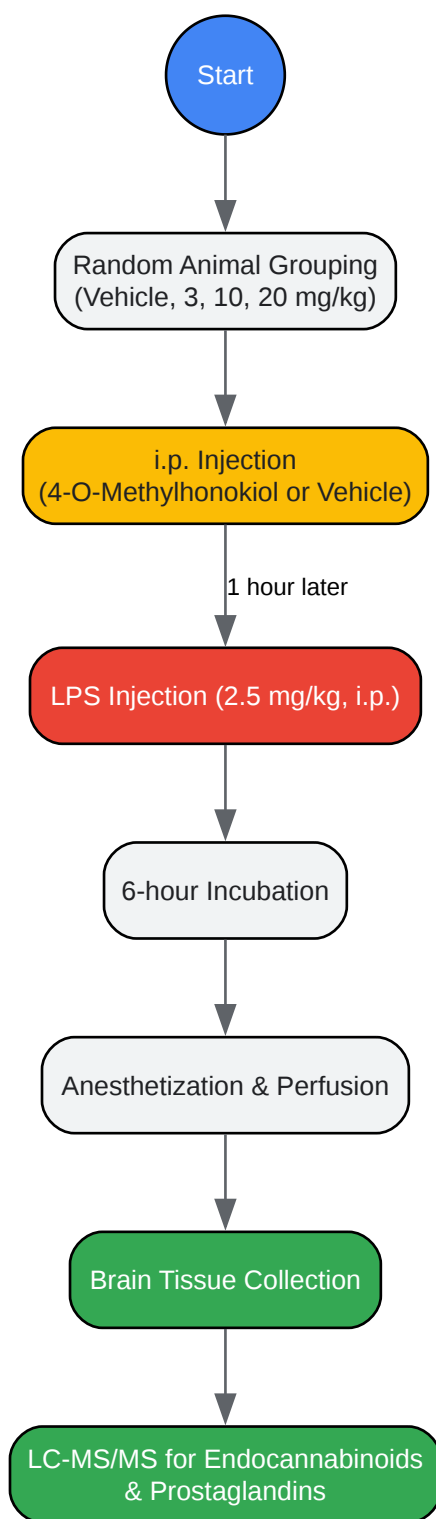 Start
Random Animal Grouping
(Vehicle, 3, 10, 20 mg/kg)
i.p. Injection
(4-O-Methylhonokiol or Vehicle)
1 hour later
LPS Injection (2.5 mg/kg, i.p.)
6-hour Incubation
Anesthetization & Perfusion
Brain Tissue Collection
LC-MS/MS for Endocannabinoids
& Prostaglandins